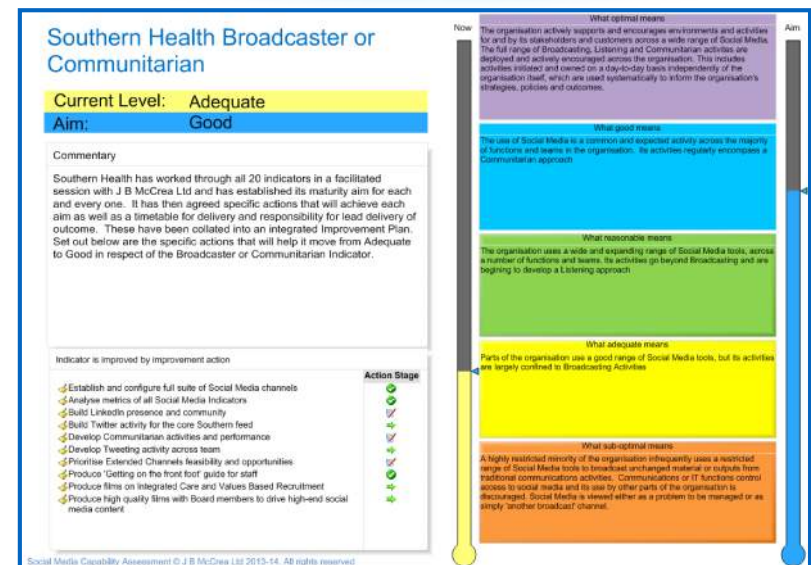 Southern Health Broadcaster or
Communitarian
Current Level: Adequate
Aim: Good
Commentary
Southern Health has worked through all 20 indicators in a facilitated
session with J B McCrea Ltd and has established its maturity aim for each
and every one. It has then agreed specific actions that will achieve each
aim as well as a timetable for delivery and responsibility for lead delivery of
outcome. These have been collated into an integrated Improvement Plan.
Set out below are the specific actions that will help it move from Adequate
to Good in respect of the Broadcaster or Communitarian Indicator.
Indicator is improved by improvement action
Action Stage
Establish and configure full suite of Social Media channels
Analyse metrics of all Social Media Indicators
Build LinkedIn presence and community
Build Twitter activity for the core Southern feed
Develop Communitarian activities and performance
Develop Tweeting activity across team
Prioritise Extended Channels feasibility and opportunities
Produce 'Getting on the front foot' guide for staff
Produce films on Integrated Care and Values Based Recruitment
Produce high quality films with Board members to drive high-end social
media content
Social Media Capability Assessment © J B McCrea Ltd 2013-14. All rights reserved
Now
What optimal means
The organisation actively supports and encourages environments and activities
for and by its stakeholders and customers across a wide range of Social Media.
The full range of Broadcasting, Listening and Communitarian activities are
deployed and actively encouraged across the organisation. This includes
activities initiated and owned on a day-to-day basis independently of the
organisation itself, which are used systematically to inform the organisation's
strategies, policies and outcomes.
What good means
The use of Social Media is a common and expected activity across the majority
of functions and teams in the organisation. Its activities regularly encompass a
Communitarian approach
What reasonable means
The organisation uses a wide and expanding range of Social Media tools, across
a number of functions and teams. Its activities go beyond Broadcasting and are
begining to develop a Listening approach
What adequate means
Parts of the organisation use a good range of Social Media tools, but its activities
are largely confined to Broadcasting Activities
What sub-optimal means
A highly restricted minority of the organisation infrequently uses a restricted
range of Social Media tools to broadcast unchanged material or outputs from
traditional communications activities. Communications or IT functions control
access to social media and its use by other parts of the organisation is
discouraged. Social Media is viewed either as a problem to be managed or as
simply 'another broadcast' channel.
Aim